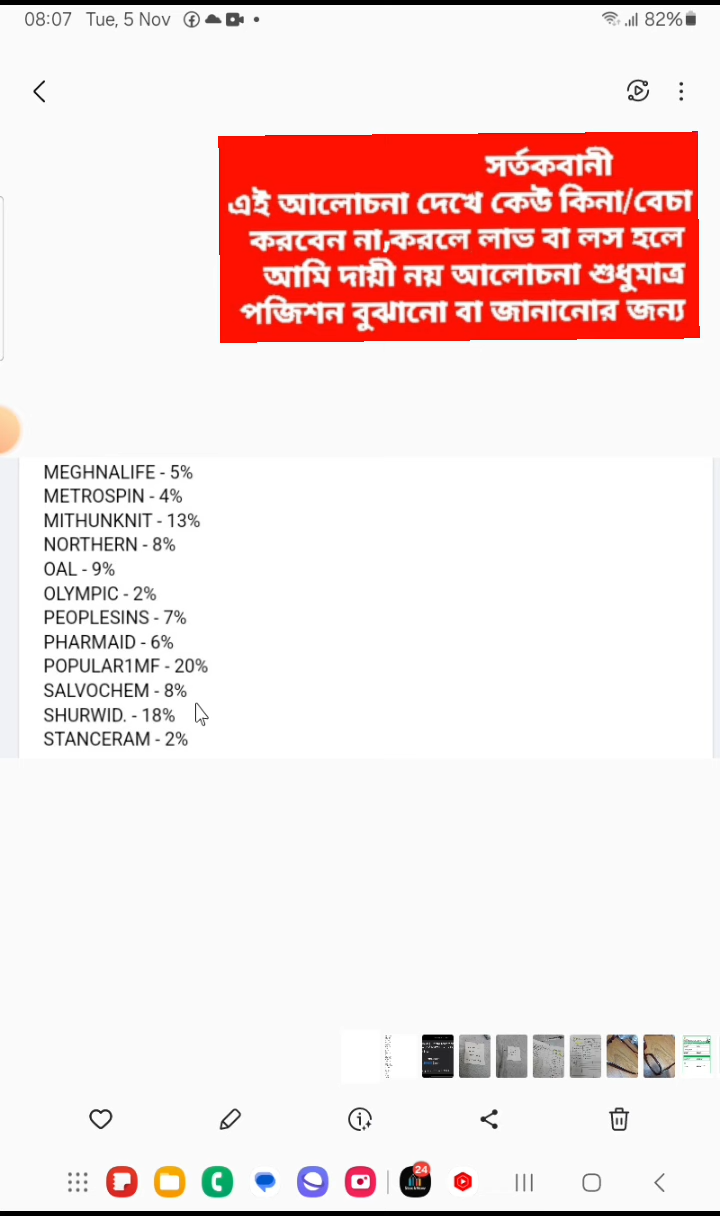 08:07 Tue, 5 Nov 82%
সর্তকবানী
এই আলোচনা দেখে কেউ কিনা/বেচা
করবেন না,করলে লাভ বা লস হলে
আমি দায়ী নয় আলোচনা শুধুমাত্র
পজিশন বুঝানো বা জানানোর জন্য
MEGHNALIFE - 5%
METROSPIN - 4%
MITHUNKNIT - 13%
NORTHERN - 8%
OAL - 9%
OLYMPIC - 2%
PEOPLESINS - 7%
PHARMAID - 6%
POPULAR1MF - 20%
SALVOCHEM - 8%
SHURWID. - 18%
STANCERAM - 2%
24